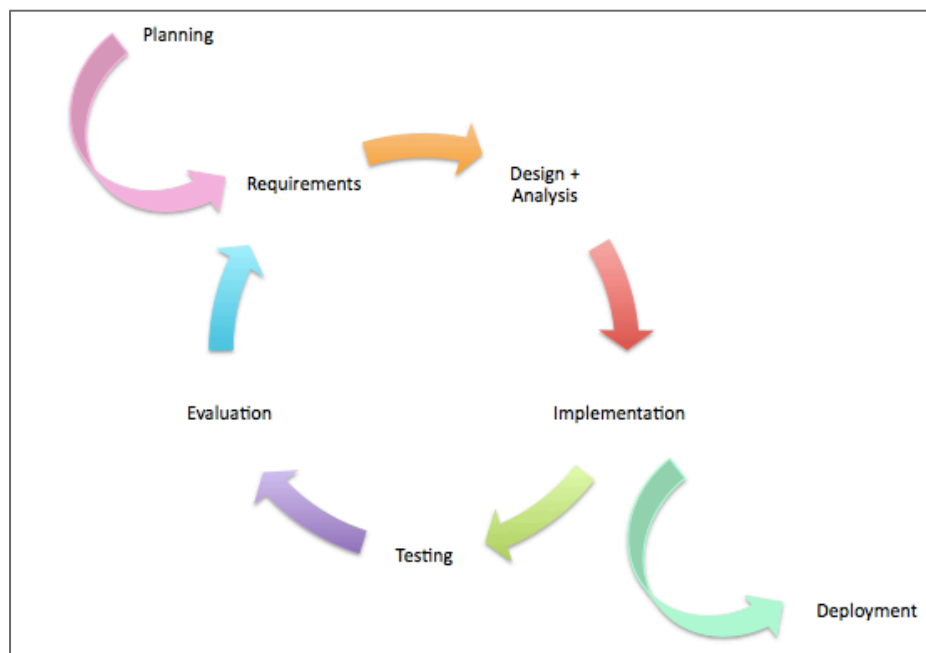 Planning
Requirements
Design +
Analysis
Evaluation
Implementation
Testing
Deployment